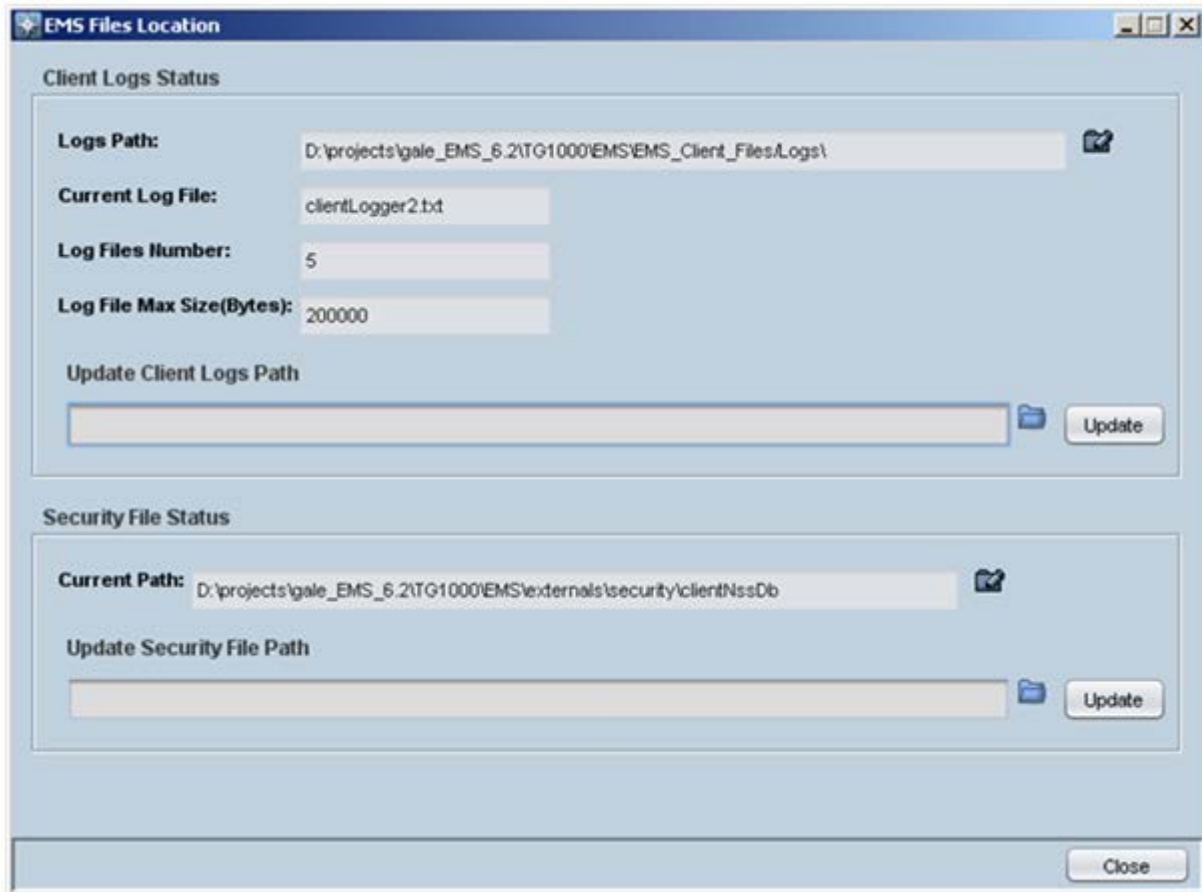 EMS Files Location
Client Logs Status
Logs Path: D:\projects\gale_EMS_6.2\TG1000\EMS\EMS_Client_Files/Logs\
Current Log File: clientLogger2.txt
Log Files Number: 5
Log File Max Size(Bytes): 200000
Update Client Logs Path
Update
Security File Status
Current Path: D:\projects\gale_EMS_6.2\TG1000\EMS\externals\security\clientNssDb
Update Security File Path
Update
Close